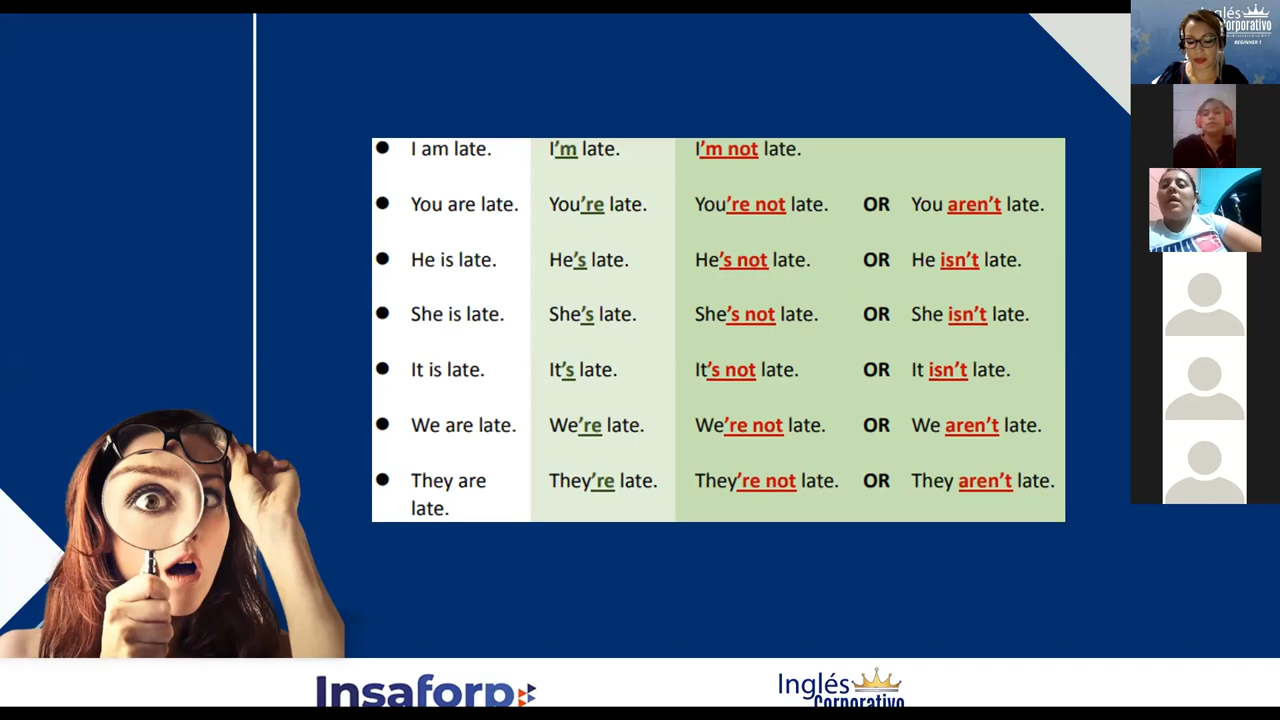 Inglés
Corporativo
BEGINNER 1
I am late. I'm late. I'm not late.
You are late. You're late. You're not late. OR You aren't late.
He is late. He's late. He's not late. OR He isn't late.
She is late. She's late. She's not late. OR She isn't late.
It is late. It's late. It's not late. OR It isn't late.
We are late. We're late. We're not late. OR We aren't late.
They are They're late. They're not late. OR They aren't late.
late.
Insaforp
Inglés
Corporativo